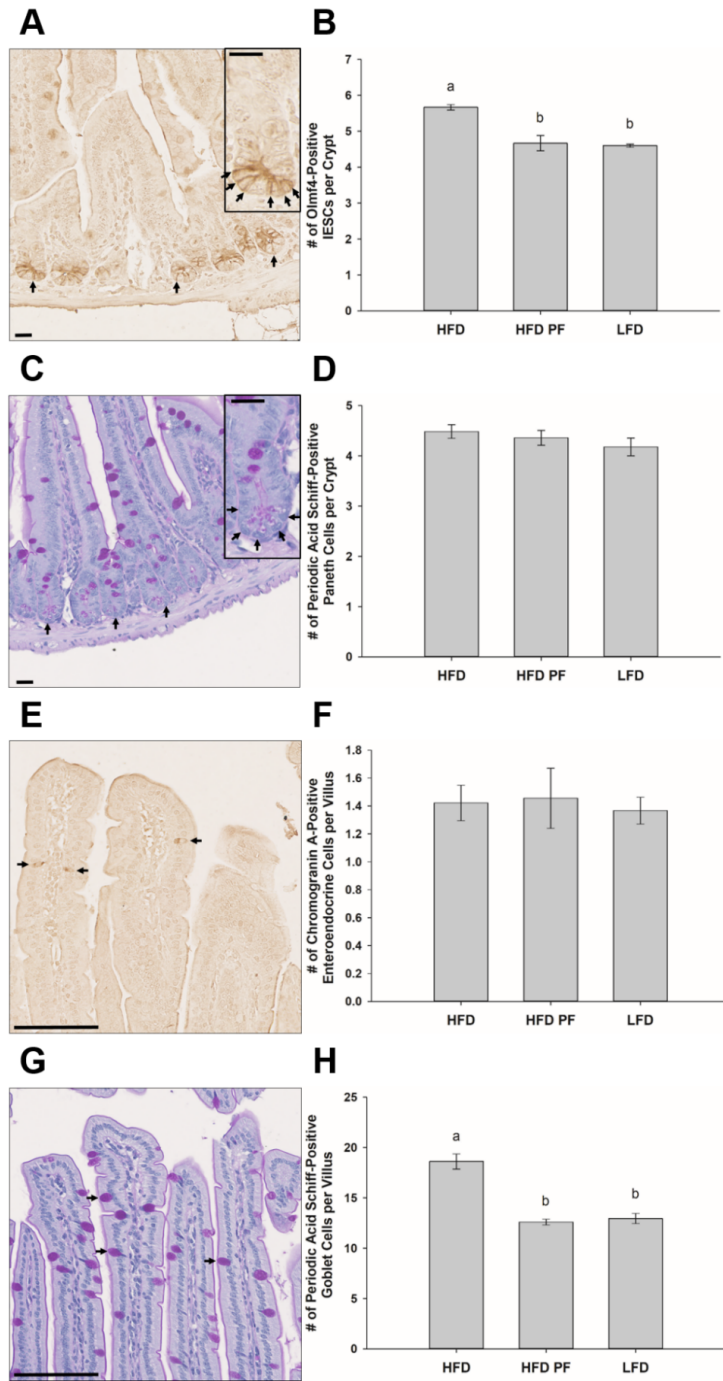 A
B
# of Olmf4-Positive
IESCs per Crypt
7
6
5
4
3
2
1
0
a
b
b
HFD
HFD PF
LFD
C
D
# of Periodic Acid Schiff-Positive
Paneth Cells per Crypt
5
4
3
2
1
0
HFD
HFD PF
LFD
E
F
# of Chromogranin A-Positive
Enteroendocrine Cells per Villus
1.8
1.6
1.4
1.2
1.0
0.8
0.6
0.4
0.2
0.0
HFD
HFD PF
LFD
G
H
# of Periodic Acid Schiff-Positive
Goblet Cells per Villus
25
20
15
10
5
0
a
b
b
HFD
HFD PF
LFD